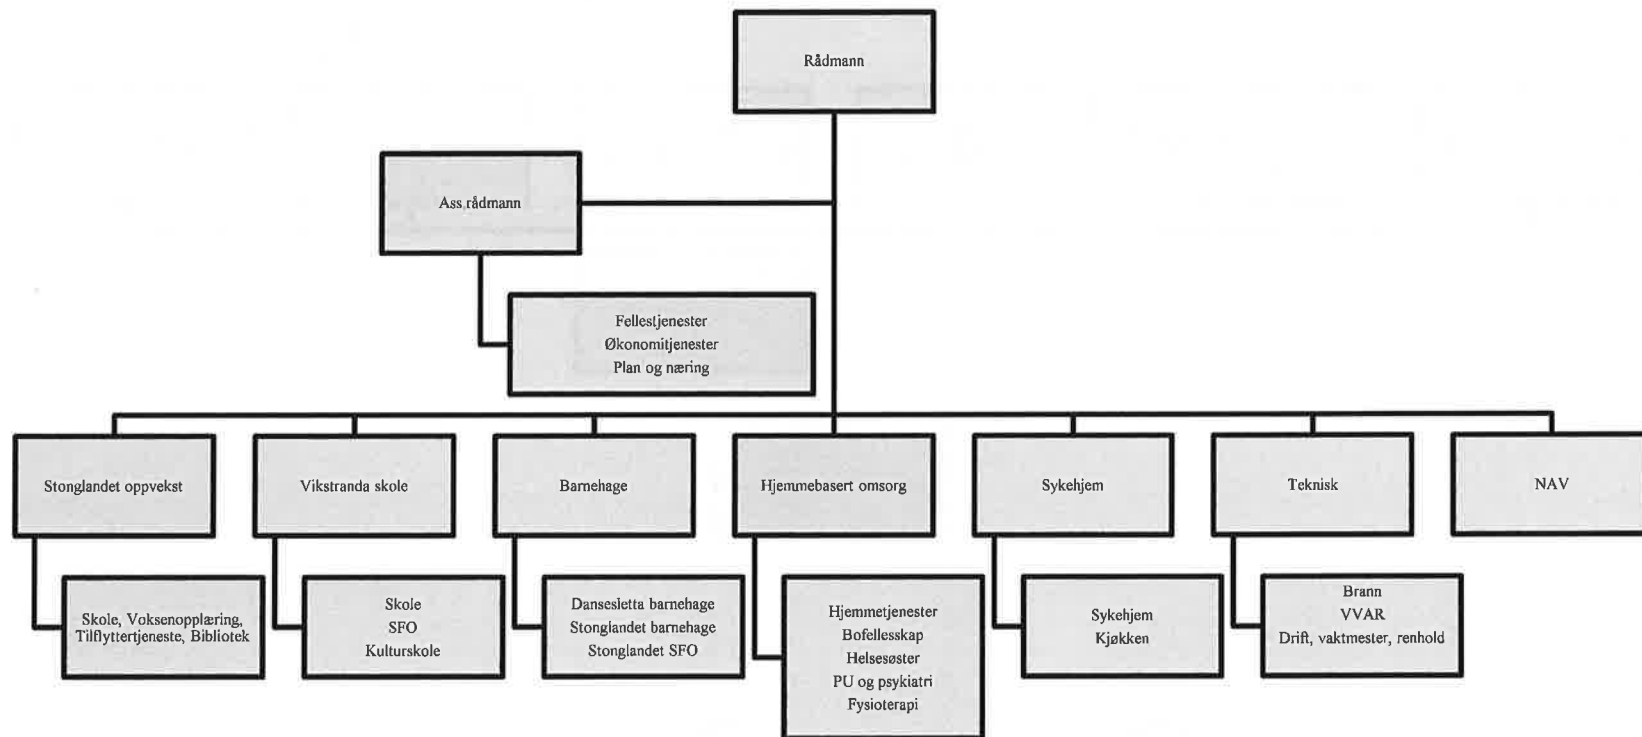 Rådmann
Ass rådmann
Fellestjenester
Økonomitjenester
Plan og næring
Stonglandet oppvekst
Vikstranda skole
Barnehage
Hjemmebasert omsorg
Sykehjem
Teknisk
NAV
Skole, Voksenopplæring,
Tilflyttertjeneste, Bibliotek
Skole
SFO
Kulturskole
Dansesletta barnehage
Stonglandet barnehage
Stonglandet SFO
Hjemmetjenester
Bofellesskap
Helsesøster
PU og psykiatri
Fysioterapi
Sykehjem
Kjøkken
Brann
VVAR
Drift, vaktmester, renhold